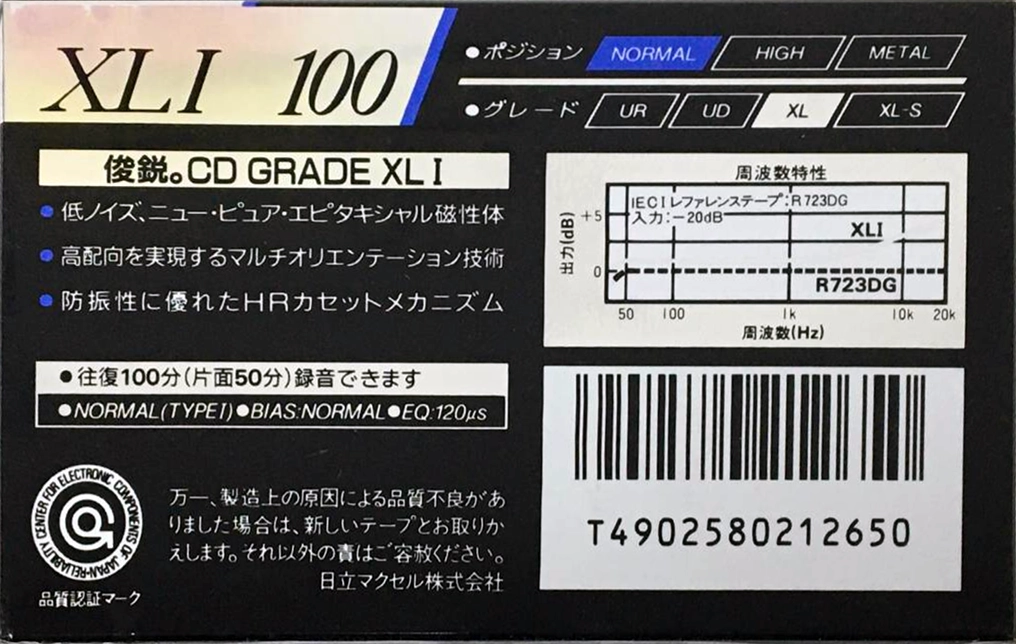 XLI 100
●ポジション NORMAL HIGH METAL
●グレード UR UD XL XL-S
俊鋭。CD GRADE XLI
●低ノイズ、ニュー・ピュア・エピタキシャル磁性体
●高配向を実現するマルチオリエンテーション技術
●防振性に優れたHRカセットメカニズム
周波数特性
IECIレファレンステープ:R723DG
入力:−20dB
XLI
R723DG
出力(dB)
+5
0
50 100 1k 10k 20k
周波数(Hz)
●往復100分(片面50分)録音できます
●NORMAL(TYPEI)●BIAS:NORMAL●EQ:120μs
T4902580212650
RELIABILITY CENTER FOR ELECTRONIC COMPONENTS OF JAPAN
品質認証マーク
万一、製造上の原因による品質不良があ
りました場合は、新しいテープとお取りか
えします。それ以外の責はご容赦ください。
日立マクセル株式会社